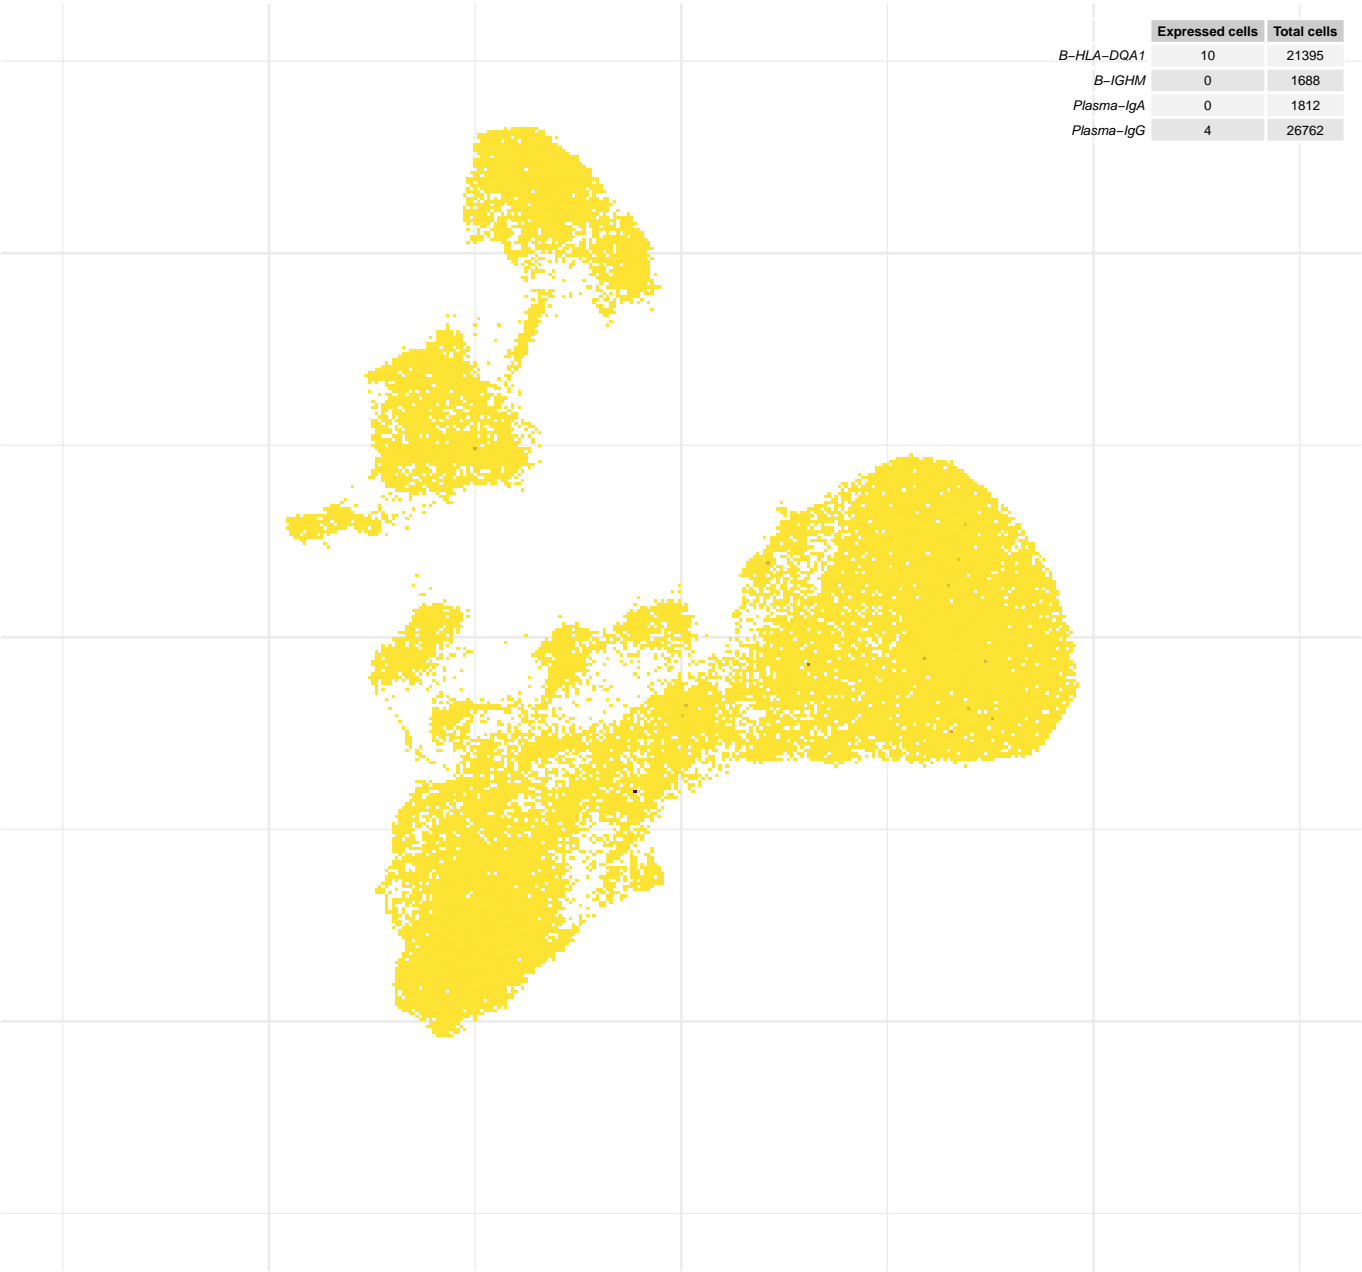 Expressed cells Total cells
B−HLA−DQA1 10 21395
B−IGHM 0 1688
Plasma−IgA 0 1812
Plasma−IgG 4 26762